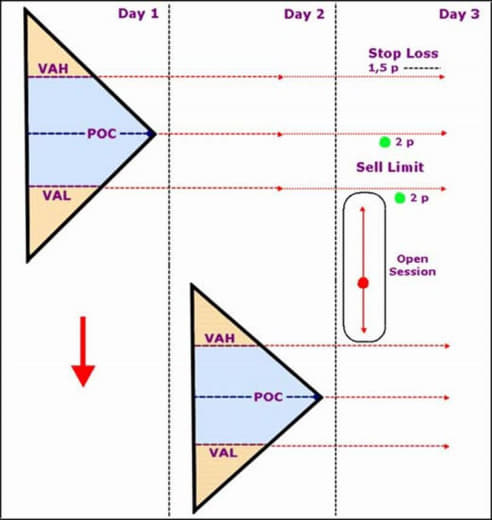 Day 1
Day 2
Day 3
Stop Loss
1,5 p
VAH
POC
2 p
Sell Limit
VAL
2 p
Open
Session
VAH
POC
VAL